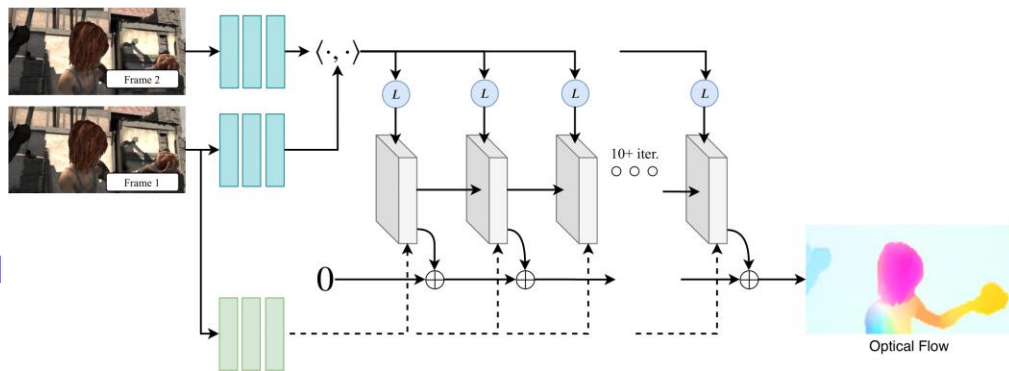 Frame 2
⟨·, ·⟩
L L L L
Frame 1
10+ iter.
0
Optical Flow